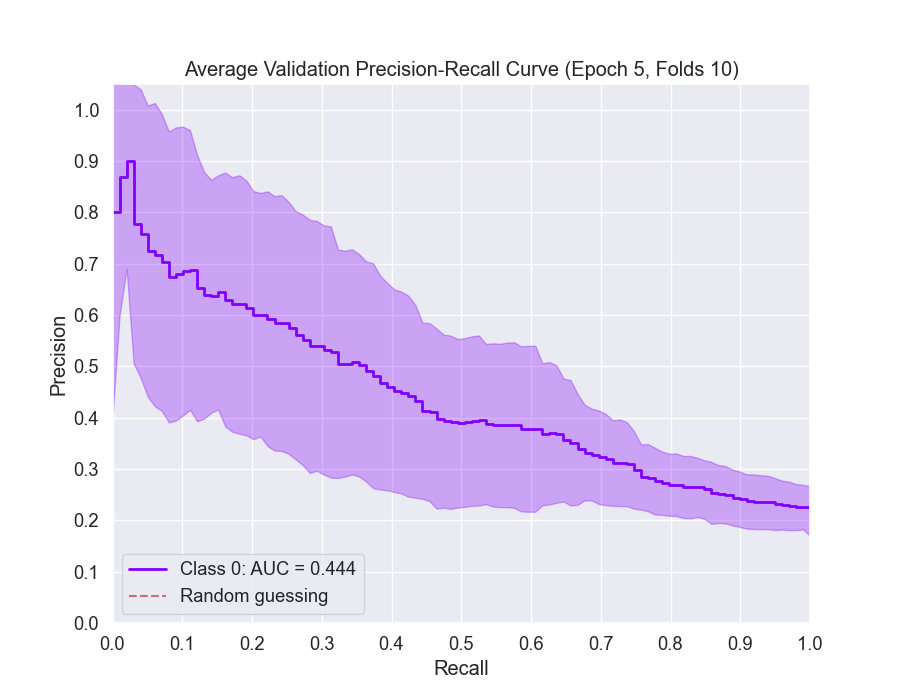 Average Validation Precision-Recall Curve (Epoch 5, Folds 10)
Precision
1.0
0.9
0.8
0.7
0.6
0.5
0.4
0.3
0.2
0.1
0.0
Class 0: AUC = 0.444
Random guessing
0.0 0.1 0.2 0.3 0.4 0.5 0.6 0.7 0.8 0.9 1.0
Recall